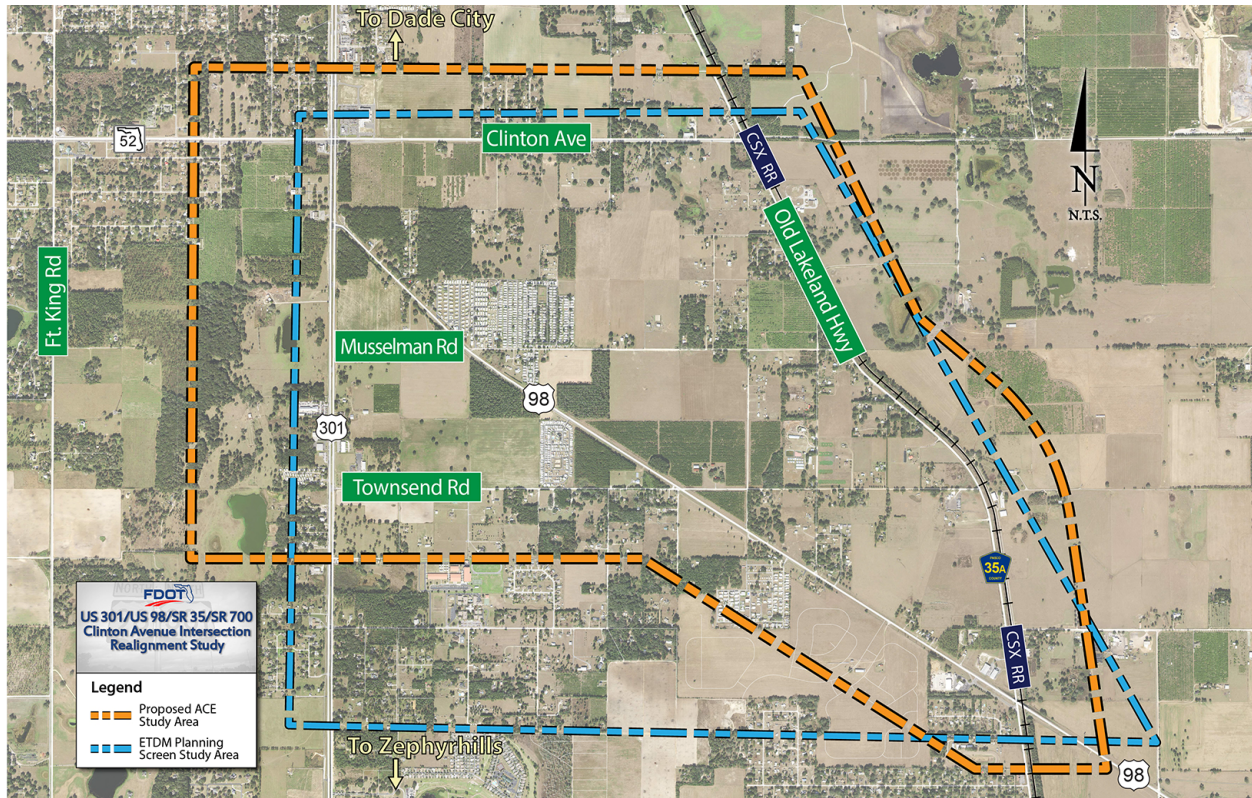 To Dade City
52
Clinton Ave
CSX RR
N
N.T.S.
Old Lakeland Hwy
Ft. King Rd
Musselman Rd
98
301
Townsend Rd
35A
FDOT
US 301/US 98/SR 35/SR 700
Clinton Avenue Intersection
Realignment Study
Legend
Proposed ACE
Study Area
ETDM Planning
Screen Study Area
CSX RR
To Zephyrhills
98